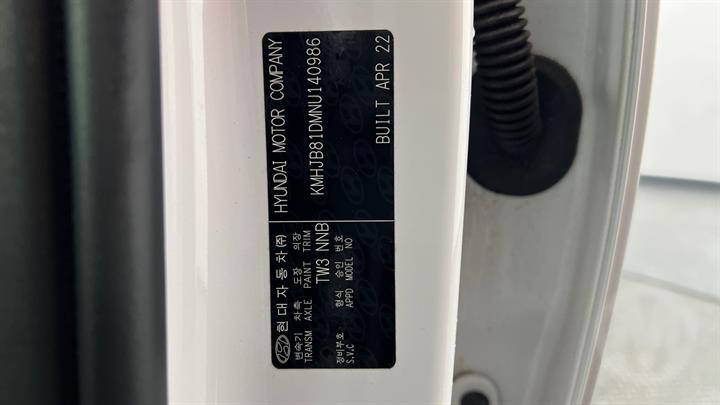 현대자동차(주) HYUNDAI MOTOR COMPANY
변속기 차축 도장 의장
TRANSM AXLE PAINT TRIM
KMHJB81DMNU140986
TW3 NNB
형식 승인 번호
APPD MODEL NO
정비부호
S.V.C
BUILT APR 22